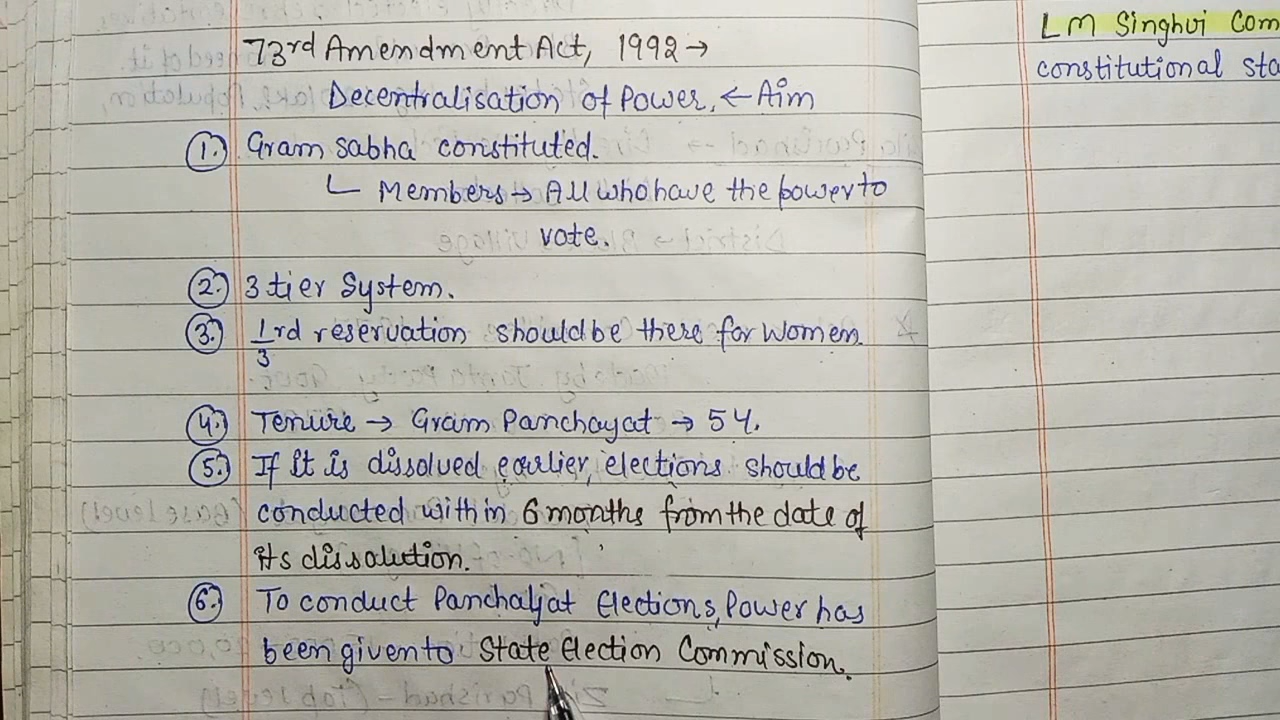 73rd Amendment Act, 1992→
Decentralisation of Power. ← Aim
1. Gram sabha constituted.
└ Members → All who have the power to
vote.
2. 3 tier System.
3. 1/3rd reservation should be there for women.
4. Tenure → Gram Panchayat → 5 Y.
5. If it is dissolved earlier, elections should be
conducted within 6 months from the date of
its dissolution.
6. To conduct Panchayat Elections, Power has
been given to State Election Commission.
LM Singhvi Com
constitutional sta